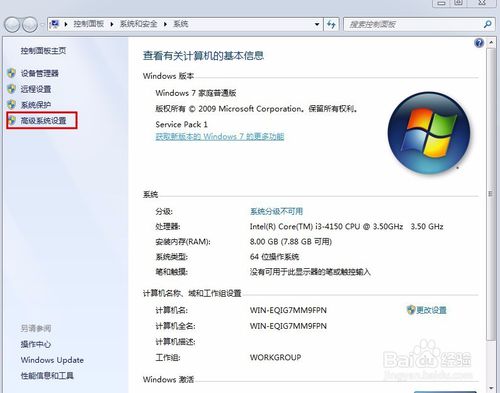 控制面板 ▸ 系统和安全 ▸ 系统
搜索控制面板
控制面板主页
设备管理器
远程设置
系统保护
高级系统设置
另请参阅
操作中心
Windows Update
性能信息和工具
查看有关计算机的基本信息
Windows 版本
Windows 7 家庭普通版
版权所有 © 2009 Microsoft Corporation。保留所有权利。
Service Pack 1
获取新版本的 Windows 7 的更多功能
系统
分级: 系统分级不可用
处理器: Intel(R) Core(TM) i3-4150 CPU @ 3.50GHz 3.50 GHz
安装内存(RAM): 8.00 GB (7.88 GB 可用)
系统类型: 64 位操作系统
笔和触摸: 没有可用于此显示器的笔或触控输入
计算机名称、域和工作组设置
计算机名: WIN-EQIG7MM9FPN 更改设置
计算机全名: WIN-EQIG7MM9FPN
计算机描述:
工作组: WORKGROUP
Windows 激活
Baidu 经验
jingyan.baidu.com